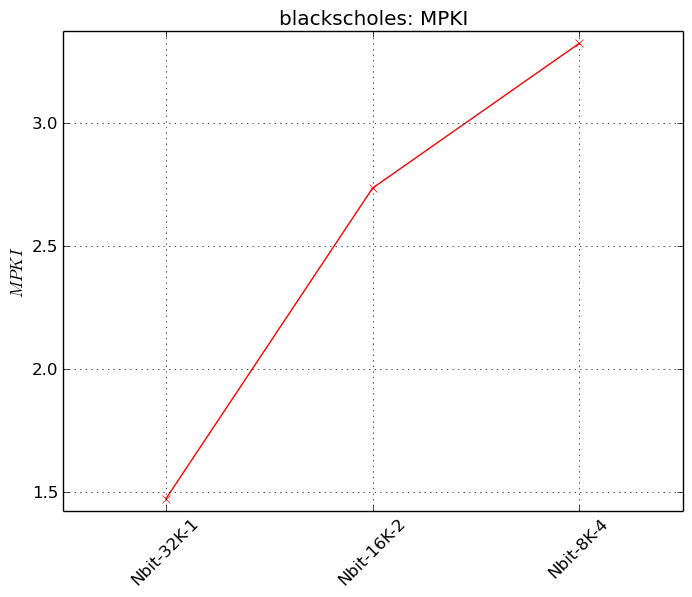 blackscholes: MPKI
3.0
2.5
2.0
1.5
MPKI
Nbit-32K-1
Nbit-16K-2
Nbit-8K-4